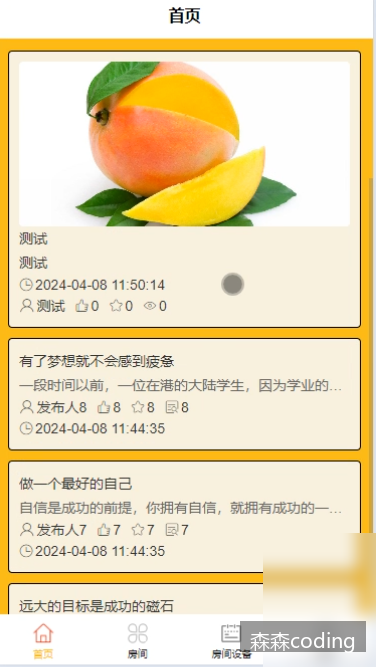 首页
测试
测试
2024-04-08 11:50:14
测试 0 0 0
有了梦想就不会感到疲惫
一段时间以前，一位在港的大陆学生，因为学业的…
发布人8 8 8 8
2024-04-08 11:44:35
做一个最好的自己
自信是成功的前提，你拥有自信，就拥有成功的一…
发布人7 7 7 7
2024-04-08 11:44:35
远大的目标是成功的磁石
首页 房间 房间设备
森森coding